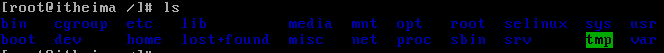 [root@itheima /]# ls
bin cgroup etc lib media mnt opt root selinux sys usr
boot dev home lost+found misc net proc sbin srv tmp var
[root@itheima /]#